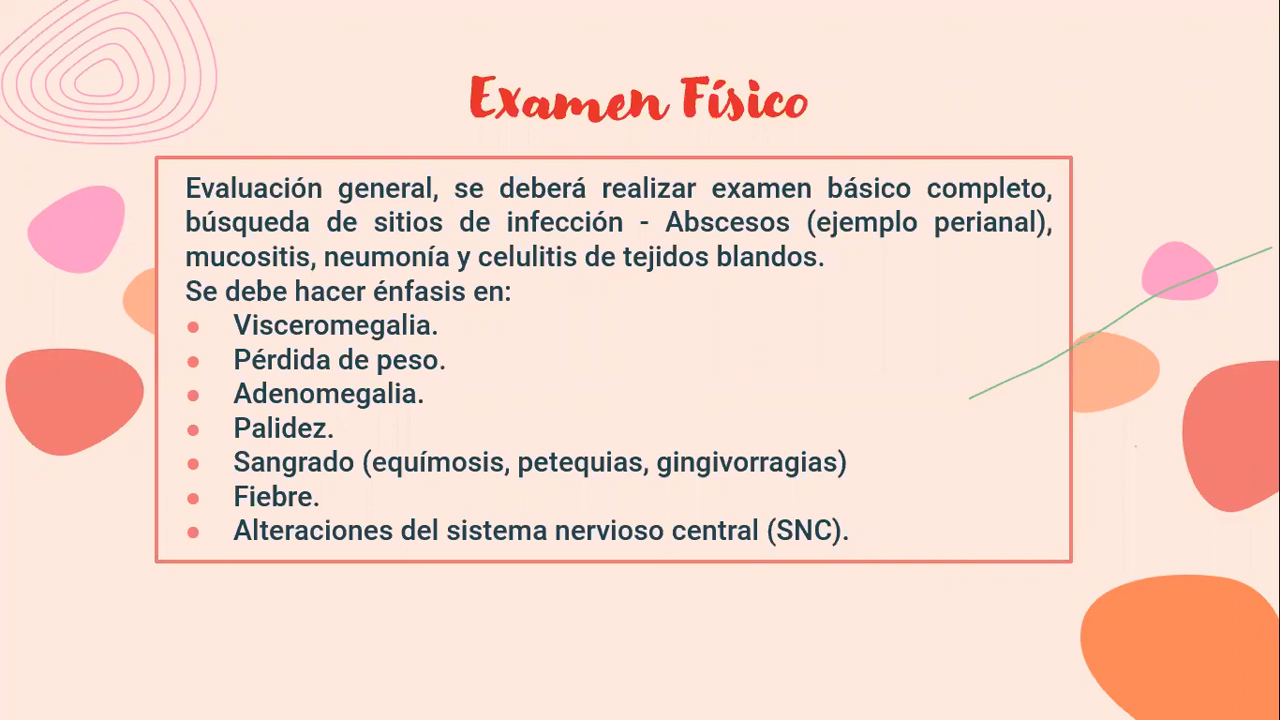 Examen Físico
Evaluación general, se deberá realizar examen básico completo,
búsqueda de sitios de infección - Abscesos (ejemplo perianal),
mucositis, neumonía y celulitis de tejidos blandos.
Se debe hacer énfasis en:
● Visceromegalia.
● Pérdida de peso.
● Adenomegalia.
● Palidez.
● Sangrado (equímosis, petequias, gingivorragias)
● Fiebre.
● Alteraciones del sistema nervioso central (SNC).